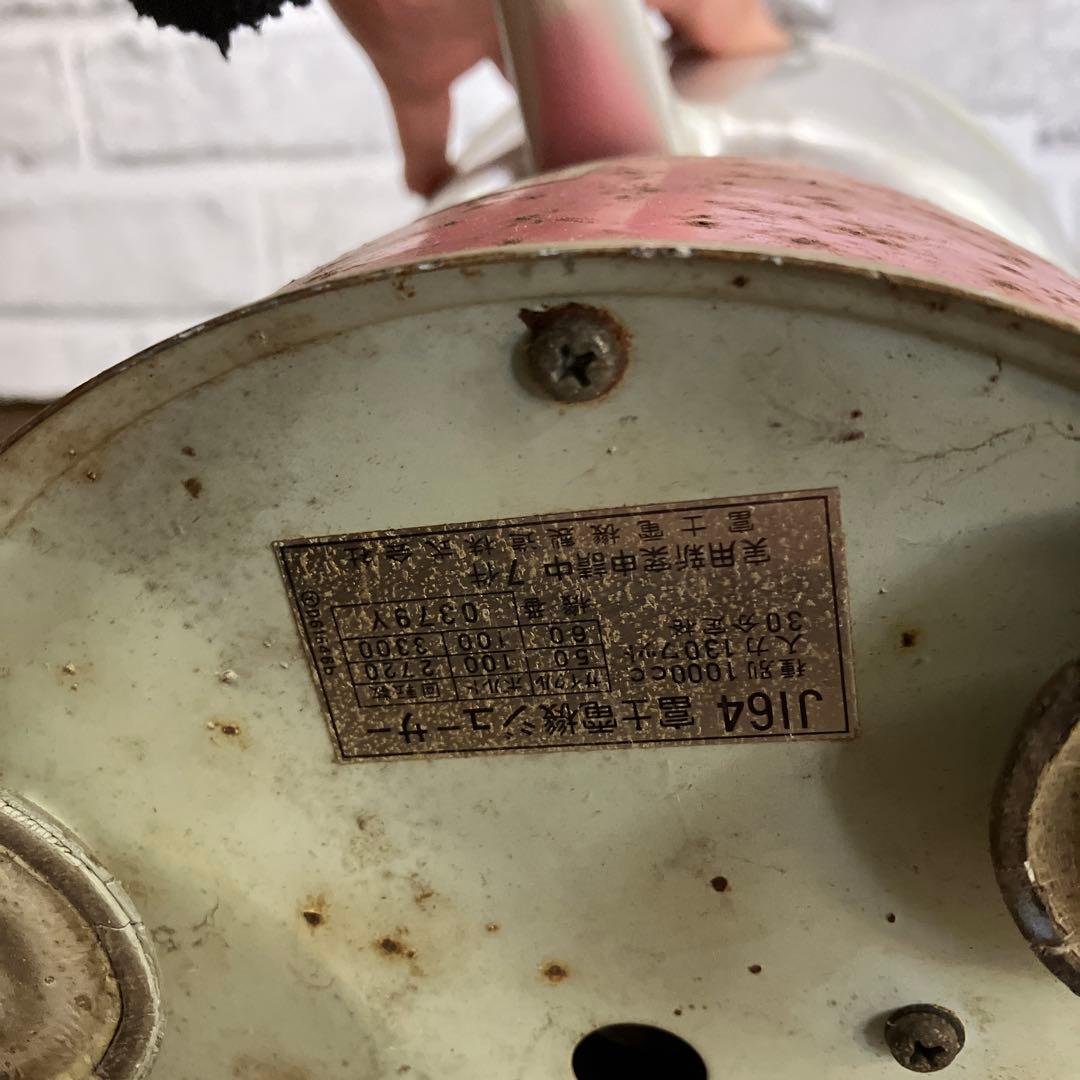 J164 富士電機ジューサー
種別 1000cc
入力 130ワット
30分定格
サイクル ボルト 回転数
50 100 2720
60 100 3300
機番 0379Y
実用新案申請中 7件
富士電機製造株式会社